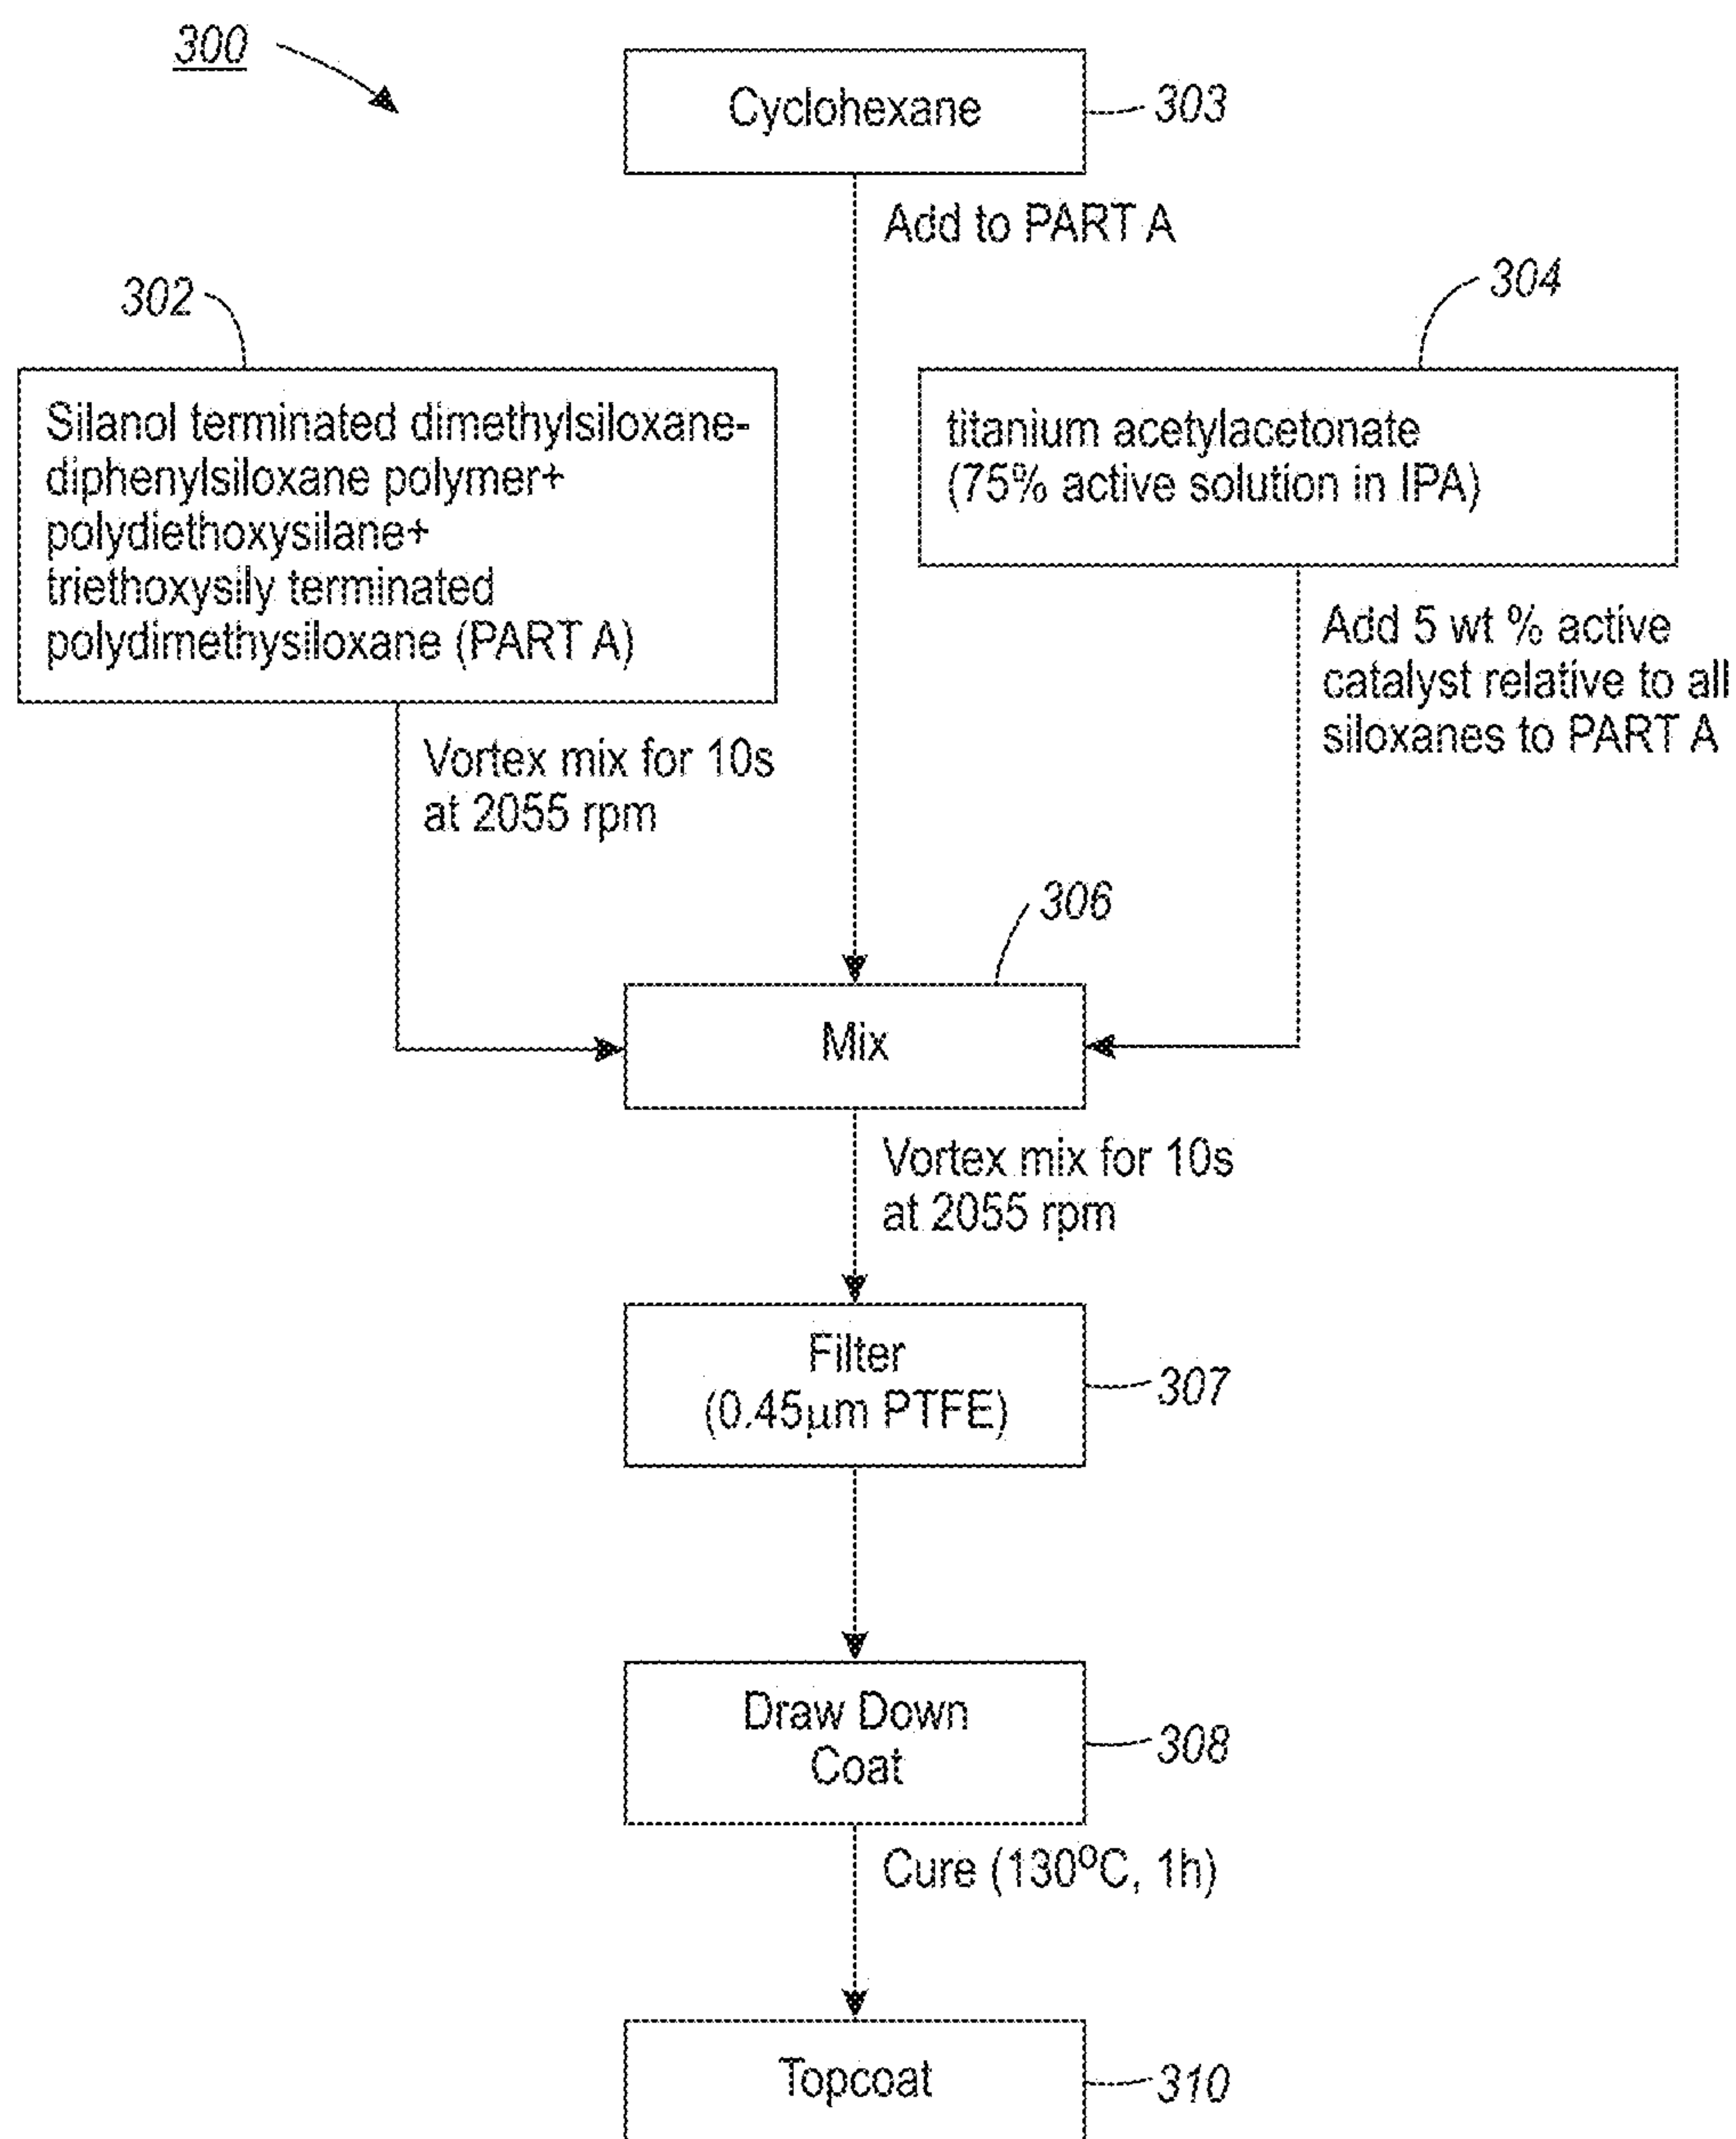 300
Cyclohexane
303
Add to PART A
302
304
Silanol terminated dimethylsiloxane-
diphenylsiloxane polymer+
polydiethoxysilane+
triethoxysily terminated
polydimethysiloxane (PART A)
titanium acetylacetonate
(75% active solution in IPA)
Add 5 wt % active
catalyst relative to all
siloxanes to PART A
Vortex mix for 10s
at 2055 rpm
306
Mix
Vortex mix for 10s
at 2055 rpm
Filter
(0.45µm PTFE)
307
Draw Down
Coat
308
Cure (130ºC, 1h)
Topcoat
310